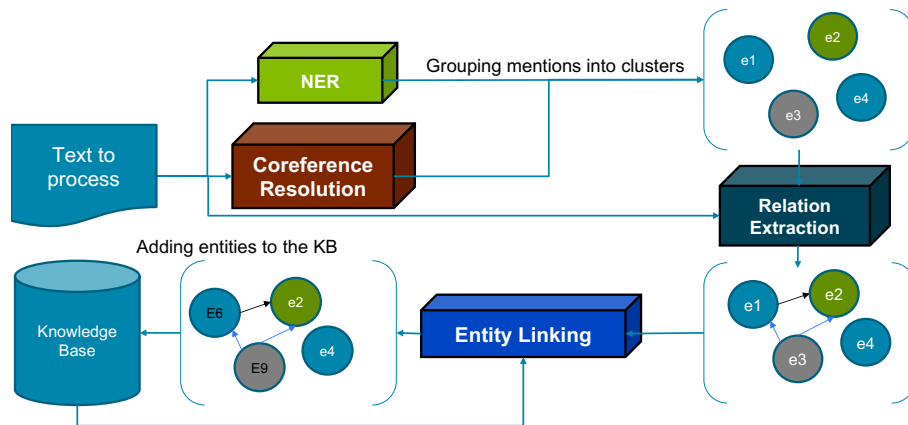 NER
Grouping mentions into clusters
e1
e2
e3
e4
Text to
process
Coreference
Resolution
Relation
Extraction
Adding entities to the KB
Knowledge
Base
E6
e2
E9
e4
Entity Linking
e1
e2
e3
e4